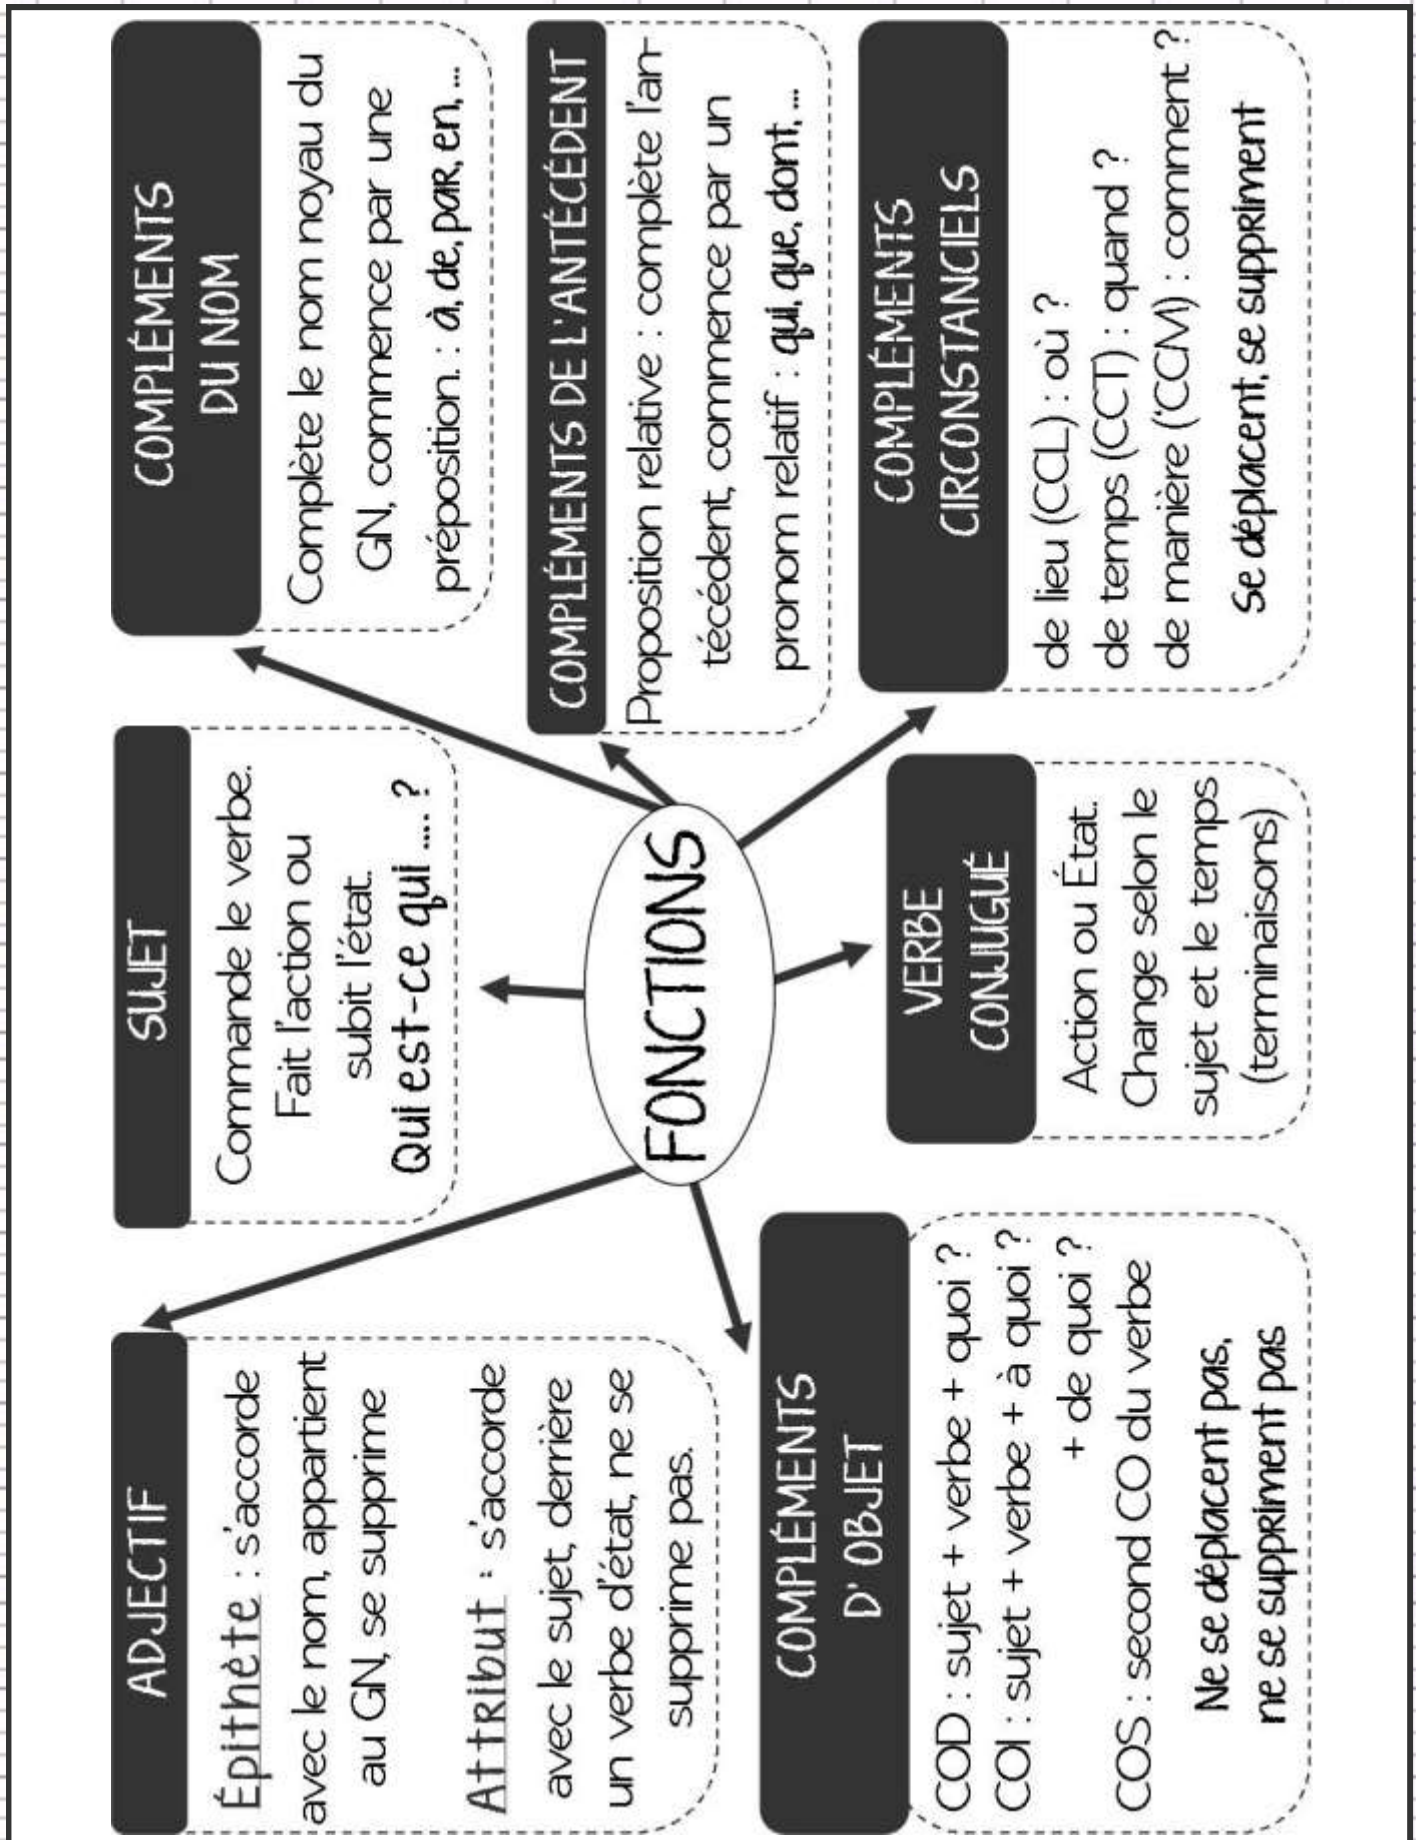 ADJECTIF
Épithète : s'accorde
avec le nom, appartient
au GN, se supprime
Attribut : s'accorde
avec le sujet, derrière
un verbe d'état, ne se
supprime pas.
SUJET
Commande le verbe.
Fait l'action ou
subit l'état.
Qui est-ce qui .... ?
COMPLÉMENTS
DU NOM
Complète le nom noyau du
GN, commence par une
préposition. : à, de, par, en, ...
FONCTIONS
COMPLÉMENTS DE L'ANTÉCÉDENT
Proposition relative : complète l'an-
técédent, commence par un
pronom relatif : qui, que, dont, ...
COMPLÉMENTS
D' OBJET
COD : sujet + verbe + quoi ?
COI : sujet + verbe + à quoi ?
+ de quoi ?
COS : second CO du verbe
Ne se déplacent pas,
ne se suppriment pas
VERBE
CONJUGUÉ
Action ou État.
Change selon le
sujet et le temps
(terminaisons)
COMPLÉMENTS
CIRCONSTANCIELS
de lieu (CCL) : où ?
de temps (CCT) : quand ?
de manière ('CCM) : comment ?
Se déplacent, se suppriment